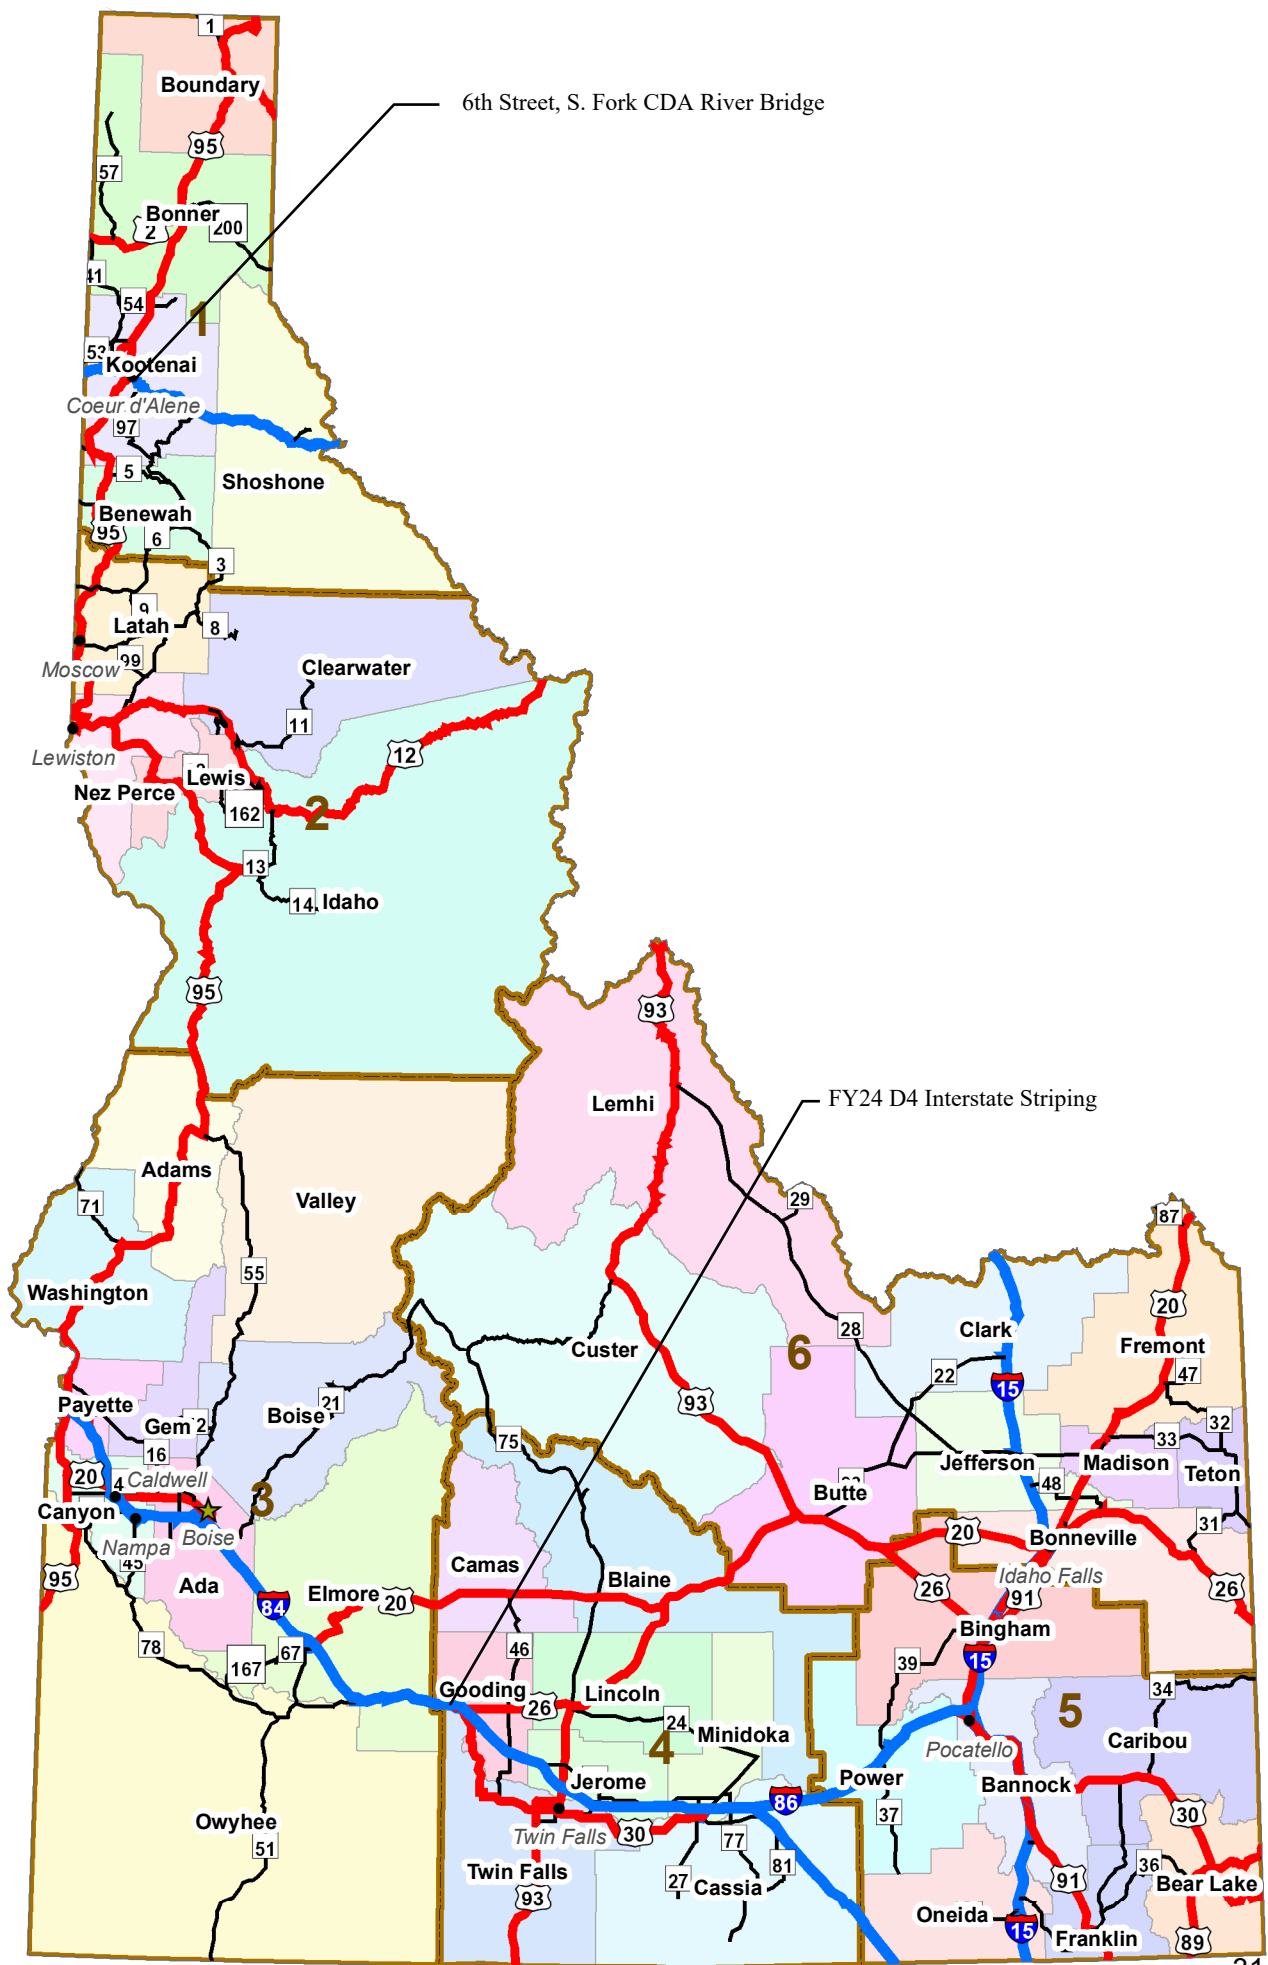 1
Boundary
6th Street, S. Fork CDA River Bridge
95
57
Bonner
2
200
41
54
1
53
Kootenai
Coeur d'Alene
97
5
Shoshone
Benewah
95
6
3
9
Latah
8
99
Moscow
Clearwater
11
12
Lewiston
Lewis
Nez Perce
162
2
13
14
Idaho
95
93
Lemhi
FY24 D4 Interstate Striping
Adams
Valley
71
29
87
55
Washington
20
28
Clark
Custer
6
Fremont
22
47
15
93
21
Payette
Boise
Gem
32
75
16
33
Jefferson
Madison
Teton
20
4
Caldwell
48
3
Butte
Canyon
31
20
Bonneville
Nampa
Boise
45
Camas
Blaine
Idaho Falls
95
Ada
Elmore
20
26
91
26
84
Bingham
78
67
46
15
167
39
34
Gooding
Lincoln
26
5
24
Minidoka
4
Pocatello
Caribou
Jerome
Power
Bannock
86
37
30
Owyhee
Twin Falls
30
77
51
81
36
Twin Falls
27
Cassia
91
Bear Lake
93
Oneida
15
Franklin
89